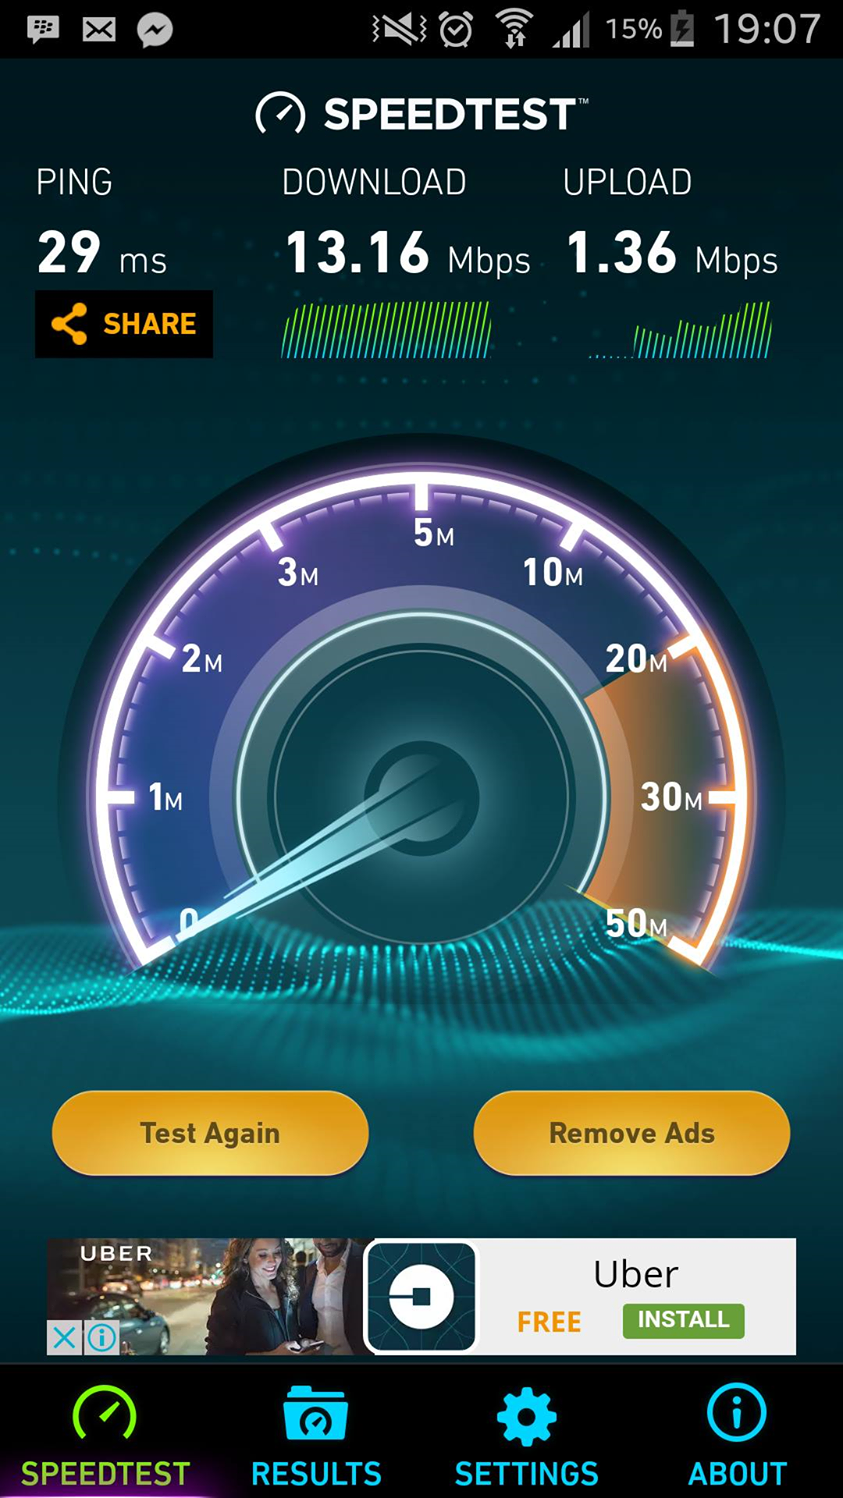 15% 19:07
SPEEDTEST™
PING DOWNLOAD UPLOAD
29 ms 13.16 Mbps 1.36 Mbps
SHARE
5M
3M 10M
2M 20M
1M 30M
0 50M
Test Again Remove Ads
UBER
Uber
FREE INSTALL
SPEEDTEST RESULTS SETTINGS ABOUT